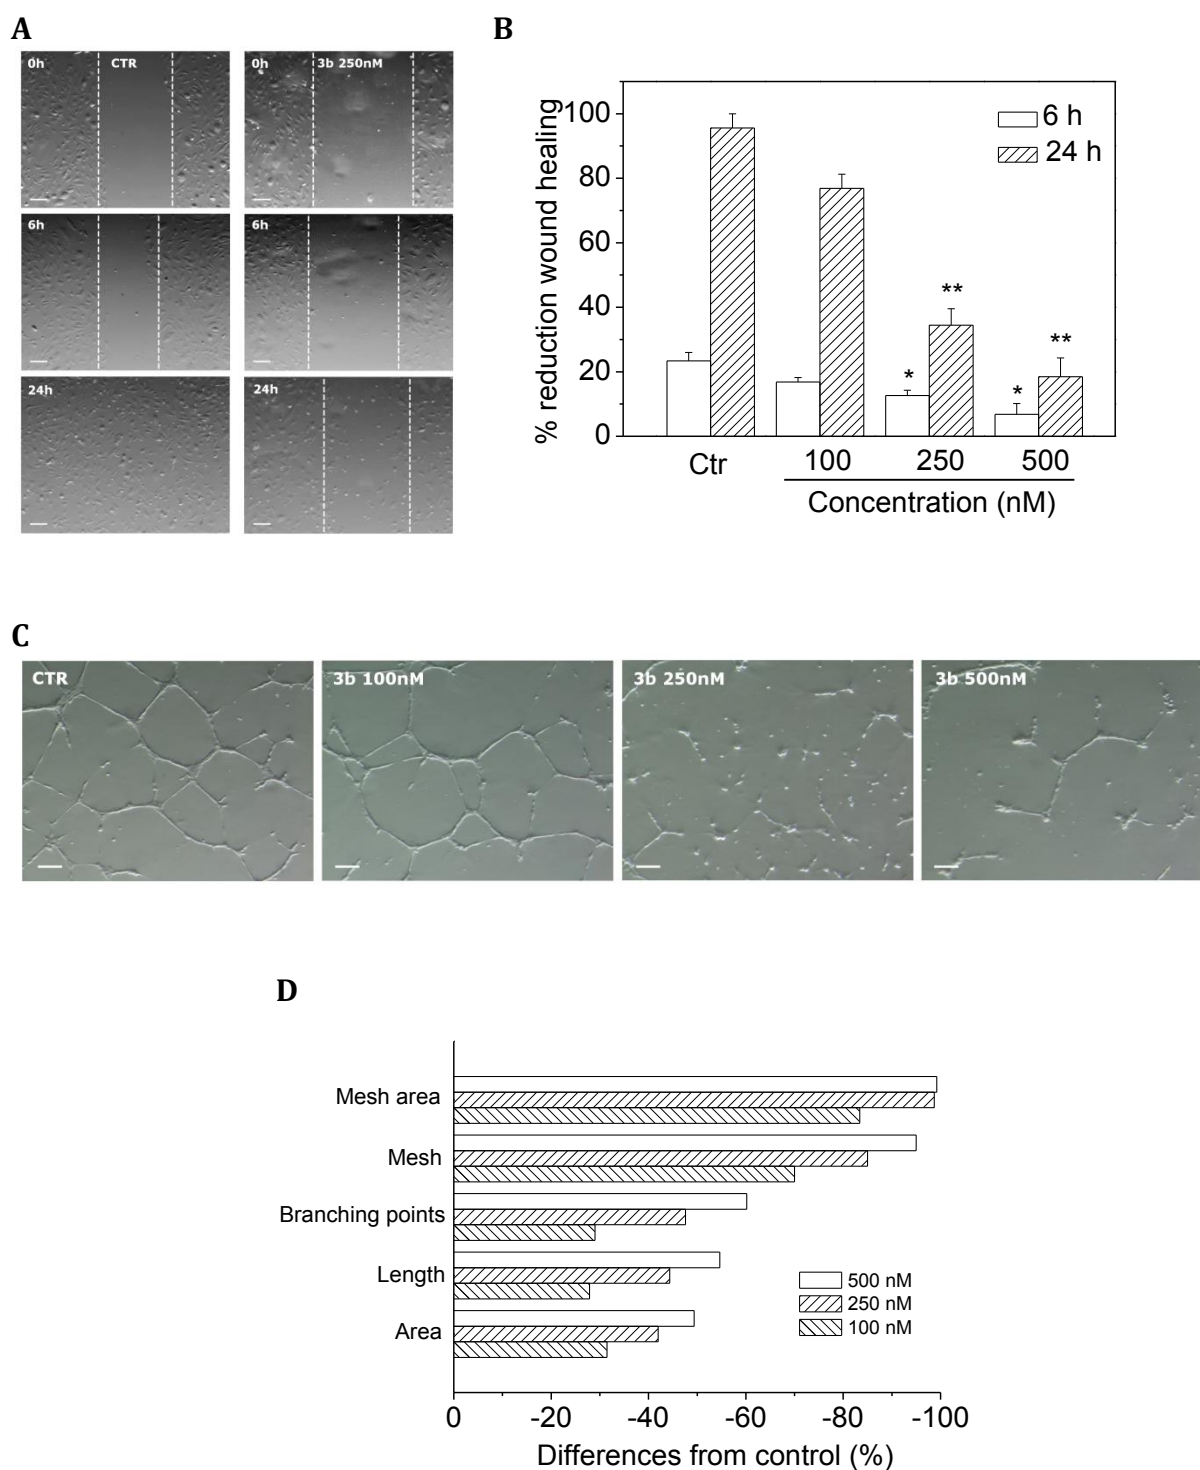 A
B
0h CTR
0h 3b 250nM
6h
6h
24h
24h
% reduction wound healing
100
80
60
40
20
0
6 h
24 h
**
**
*
*
Ctr 100 250 500
Concentration (nM)
C
CTR
3b 100nM
3b 250nM
3b 500nM
D
Mesh area
Mesh
Branching points
Length
Area
500 nM
250 nM
100 nM
0 -20 -40 -60 -80 -100
Differences from control (%)